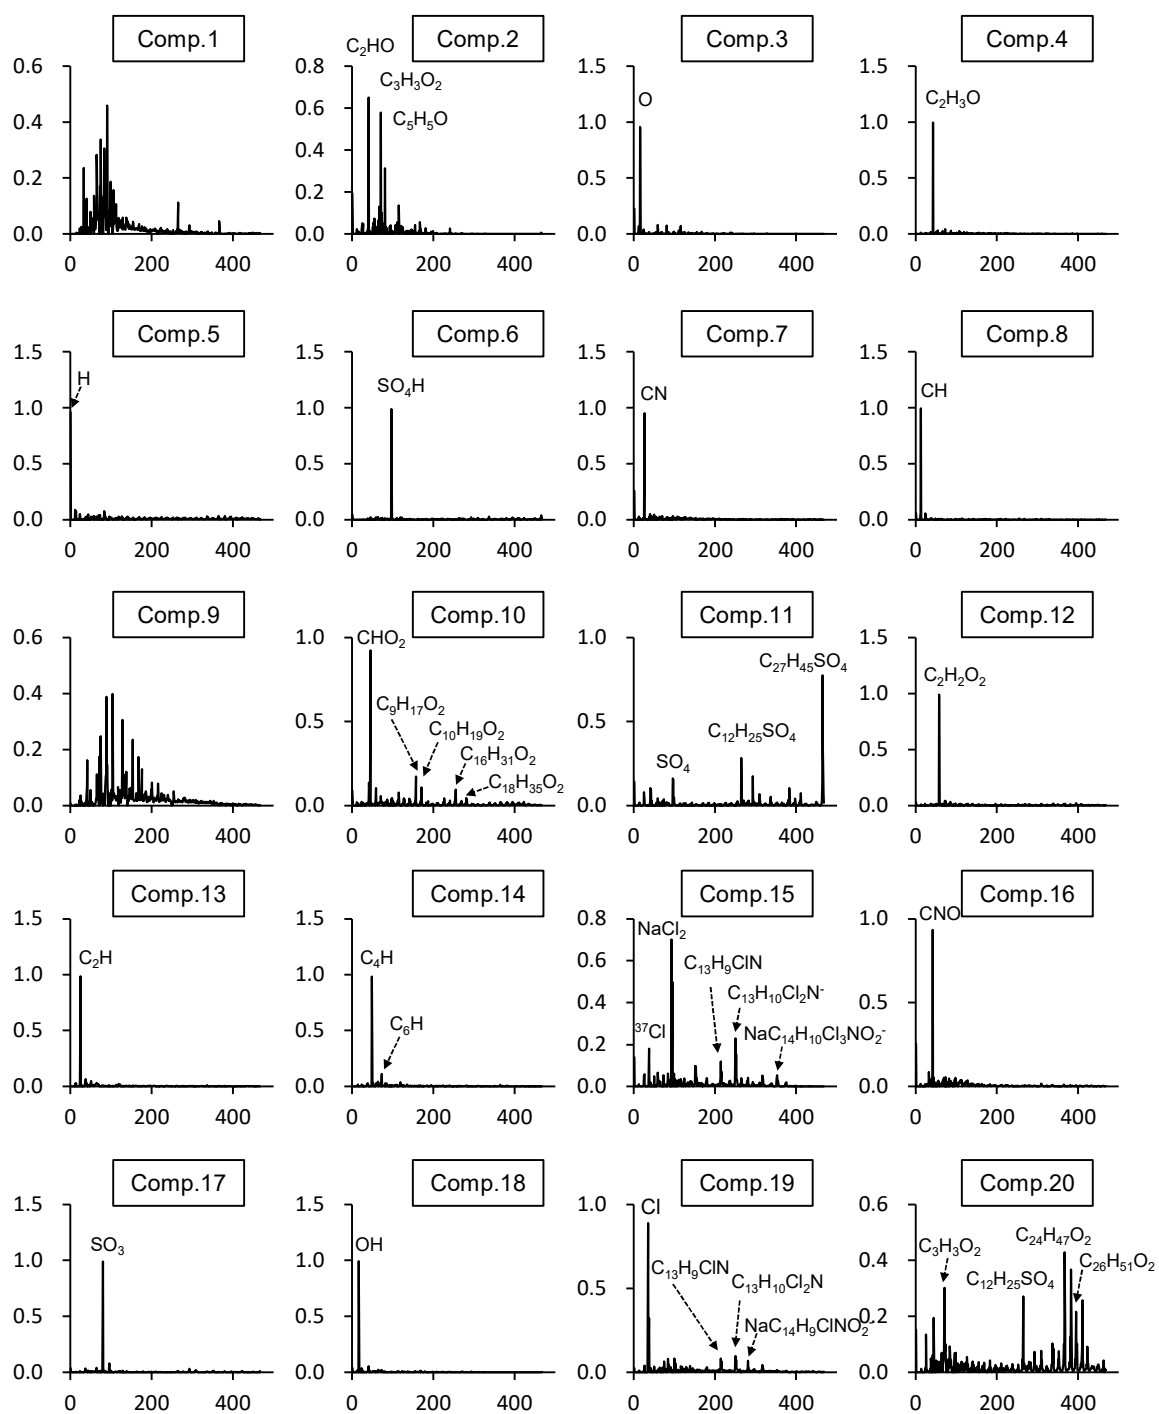 Comp.1 Comp.2 Comp.3 Comp.4
0.6 C₂HO 0.8 1.5 1.5
C₃H₃O₂ O C₂H₃O
0.4 C₅H₅O 0.6 1.0 1.0
0.4
0.2 0.2 0.5 0.5
0.0 0.0 0.0 0.0
0 200 400 0 200 400 0 200 400 0 200 400
Comp.5 Comp.6 Comp.7 Comp.8
1.5 1.5 1.5 1.5
H SO₄H CN CH
1.0 1.0 1.0 1.0
0.5 0.5 0.5 0.5
0.0 0.0 0.0 0.0
0 200 400 0 200 400 0 200 400 0 200 400
Comp.9 Comp.10 Comp.11 Comp.12
0.6 1.0 1.0 1.5
CHO₂ C₂₇H₄₅SO₄ C₂H₂O₂
0.4 C₉H₁₇O₂ 1.0
C₁₀H₁₉O₂ C₁₂H₂₅SO₄
0.5 C₁₆H₃₁O₂ 0.5 SO₄
0.2 C₁₈H₃₅O₂ 0.5
0.0 0.0 0.0 0.0
0 200 400 0 200 400 0 200 400 0 200 400
Comp.13 Comp.14 Comp.15 Comp.16
1.5 1.5 0.8 NaCl₂ 1.0 CNO
C₂H C₄H C₁₃H₉ClN
1.0 1.0 0.6 C₁₃H₁₀Cl₂N⁻
C₆H 0.4 ³⁷Cl NaC₁₄H₁₀Cl₃NO₂⁻
0.5 0.5 0.2 0.5
0.0 0.0 0.0 0.0
0 200 400 0 200 400 0 200 400 0 200 400
Comp.17 Comp.18 Comp.19 Comp.20
1.5 1.5 1.0 Cl 0.6
SO₃ OH C₂₄H₄₇O₂
1.0 1.0 C₁₃H₉ClN 0.4 C₃H₃O₂ C₂₆H₅₁O₂
C₁₃H₁₀Cl₂N C₁₂H₂₅SO₄
0.5 0.5 0.5 NaC₁₄H₉ClNO₂⁻ 0.2
0.0 0.0 0.0 0.0
0 200 400 0 200 400 0 200 400 0 200 400